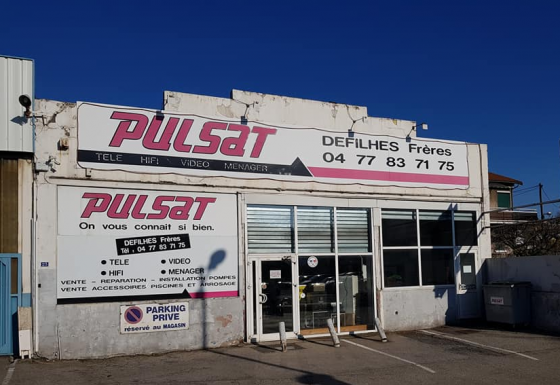 PULSAT
TELE HIFI VIDEO MENAGER
DEFILHES Frères
04 77 83 71 75
PULSAT
On vous connait si bien.
DEFILHES Frères
Tél : 04 77 83 71 75
• TELE • VIDEO
• HIFI • MENAGER
VENTE - REPARATION - INSTALLATION POMPES
VENTE ACCESSOIRES PISCINES ET ARROSAGE
PARKING
PRIVE
réservé au MAGASIN